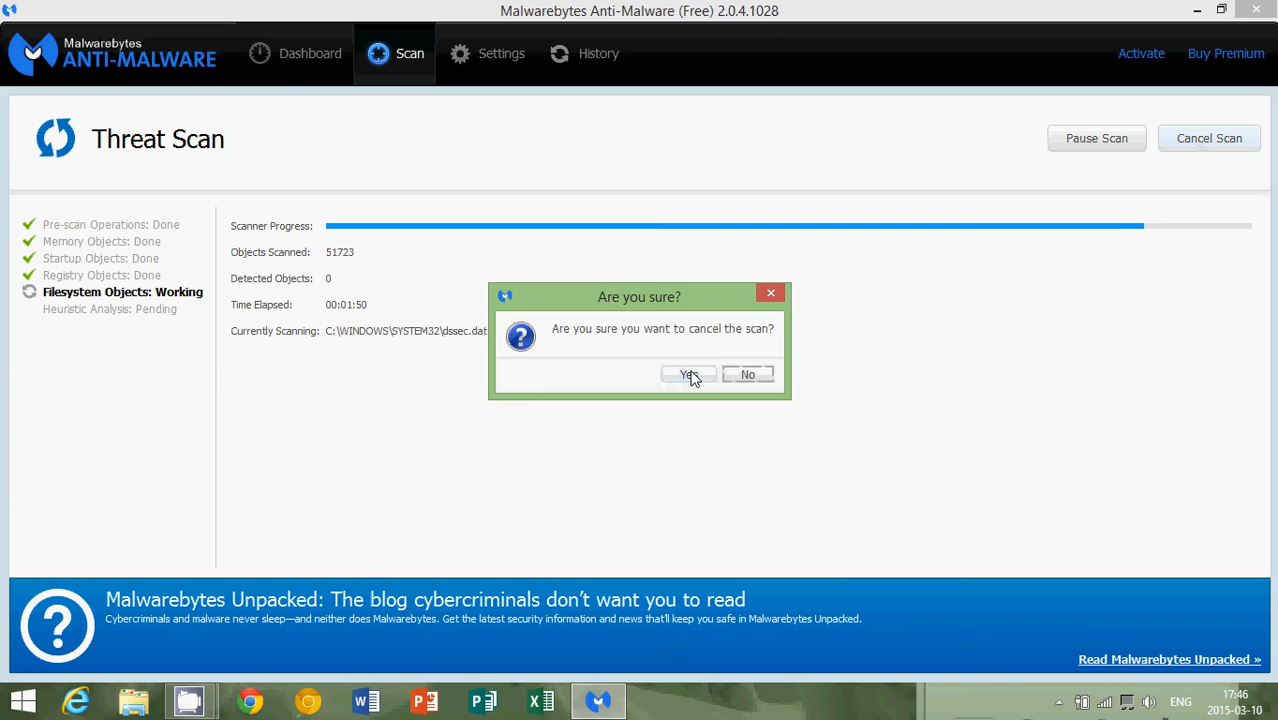 Malwarebytes Anti-Malware (Free) 2.0.4.1028
Malwarebytes
ANTI-MALWARE
Dashboard
Scan
Settings
History
Activate
Buy Premium
Threat Scan
Pause Scan
Cancel Scan
Pre-scan Operations: Done
Memory Objects: Done
Startup Objects: Done
Registry Objects: Done
Filesystem Objects: Working
Heuristic Analysis: Pending
Scanner Progress:
Objects Scanned: 51723
Detected Objects: 0
Time Elapsed: 00:01:50
Currently Scanning: C:\WINDOWS\SYSTEM32\dssec.dat
Are you sure?
Are you sure you want to cancel the scan?
Yes
No
Malwarebytes Unpacked: The blog cybercriminals don't want you to read
Cybercriminals and malware never sleep—and neither does Malwarebytes. Get the latest security information and news that'll keep you safe in Malwarebytes Unpacked.
Read Malwarebytes Unpacked »
ENG
17:46
2015-03-10